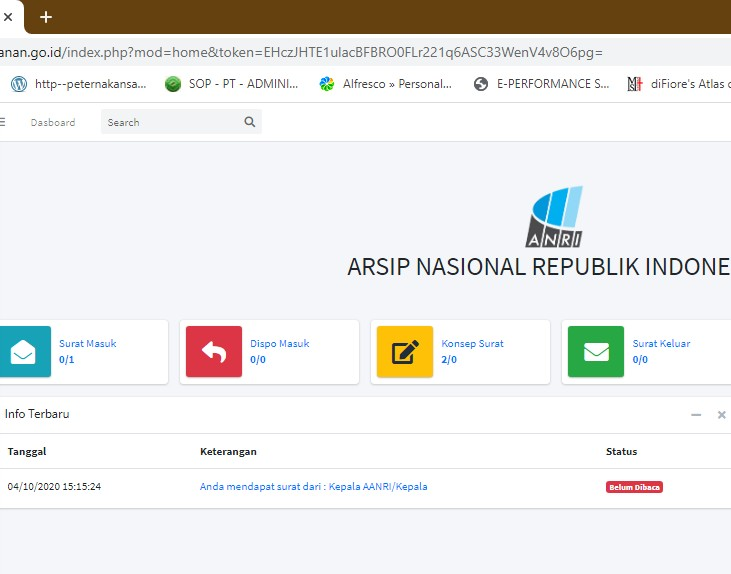 anan.go.id/index.php?mod=home&token=EHczJHTE1ulacBFBRO0FLr221q6ASC33WenV4v8O6pg=
http--peternakansa... SOP - PT - ADMINI... Alfresco » Personal... E-PERFORMANCE S... diFiore's Atlas o
Dasboard Search
ANRI
ARSIP NASIONAL REPUBLIK INDONE
Surat Masuk Dispo Masuk Konsep Surat Surat Keluar
0/1 0/0 2/0 0/0
Info Terbaru
Tanggal Keterangan Status
04/10/2020 15:15:24 Anda mendapat surat dari : Kepala AANRI/Kepala Belum Dibaca